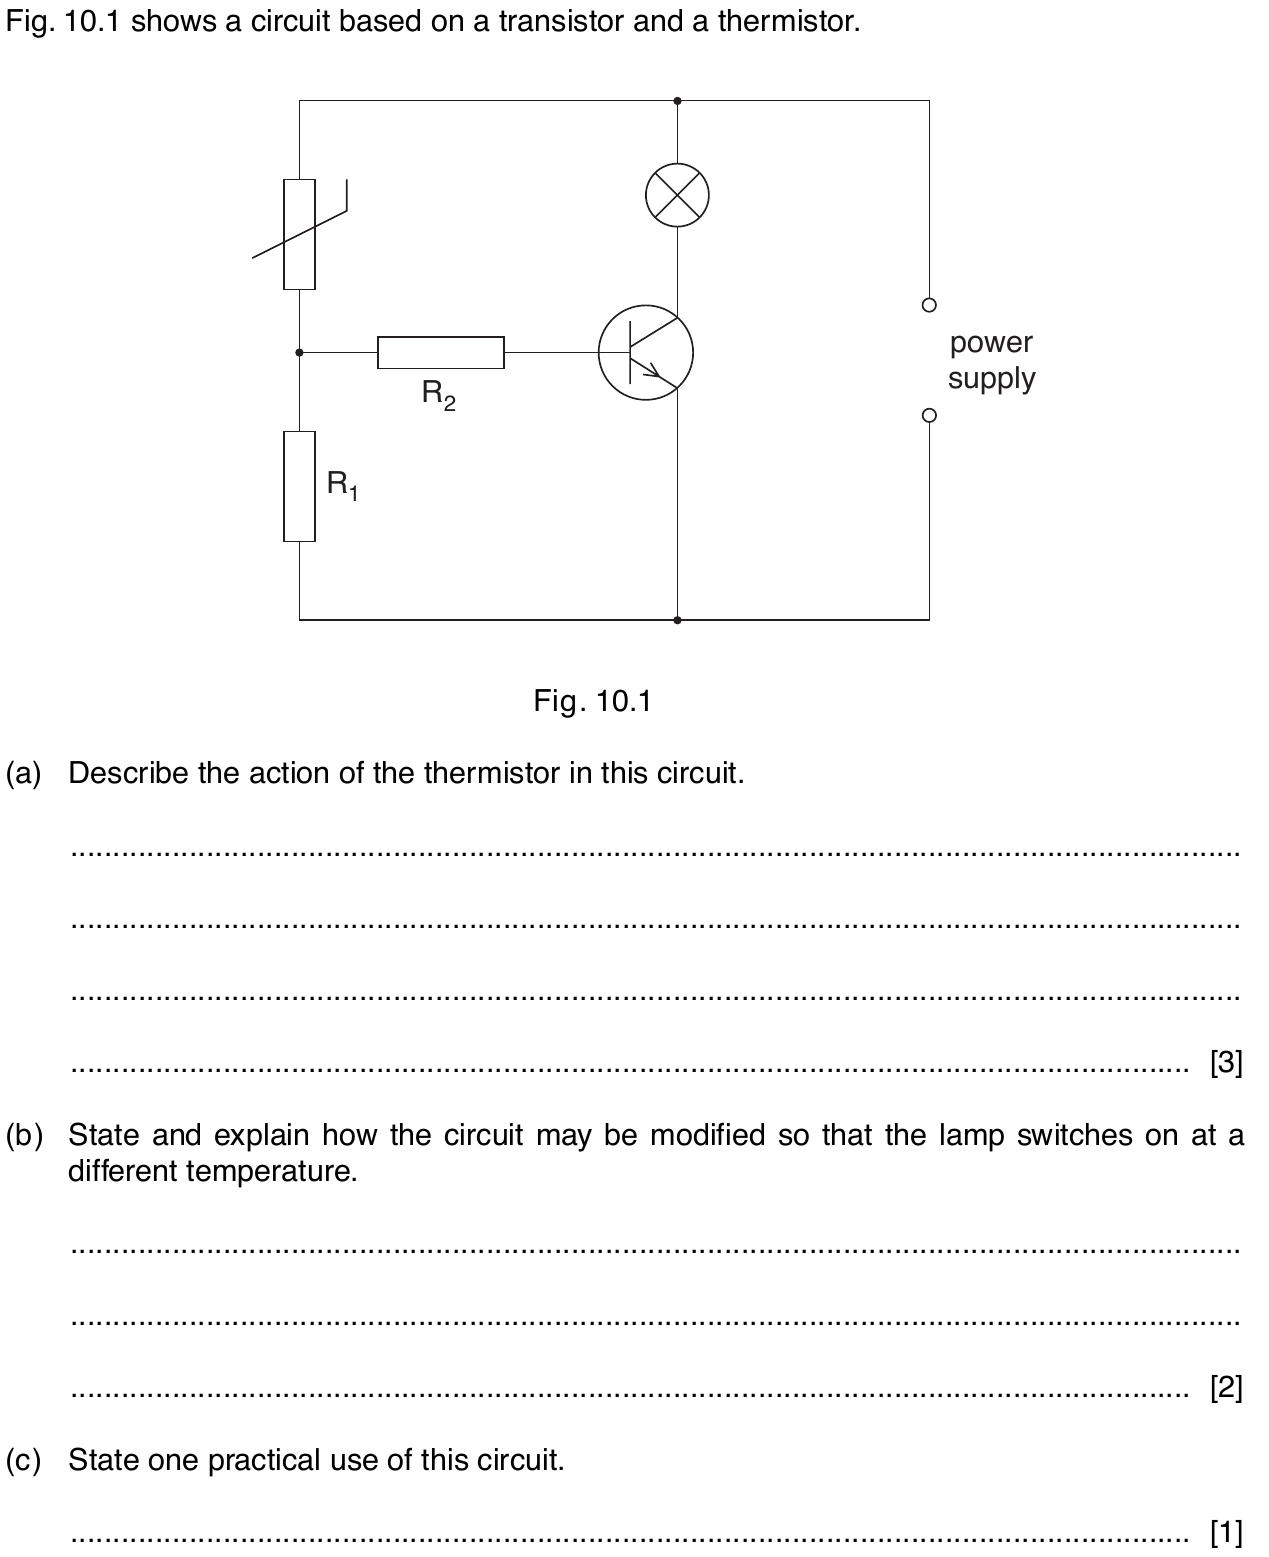 Fig. 10.1 shows a circuit based on a transistor and a thermistor.
power
supply
R2
R1
Fig. 10.1
(a) Describe the action of the thermistor in this circuit.
..........................................................................................................................................
..........................................................................................................................................
..........................................................................................................................................
.................................................................................................................................... [3]
(b) State and explain how the circuit may be modified so that the lamp switches on at a
different temperature.
..........................................................................................................................................
..........................................................................................................................................
.................................................................................................................................... [2]
(c) State one practical use of this circuit.
.................................................................................................................................... [1]